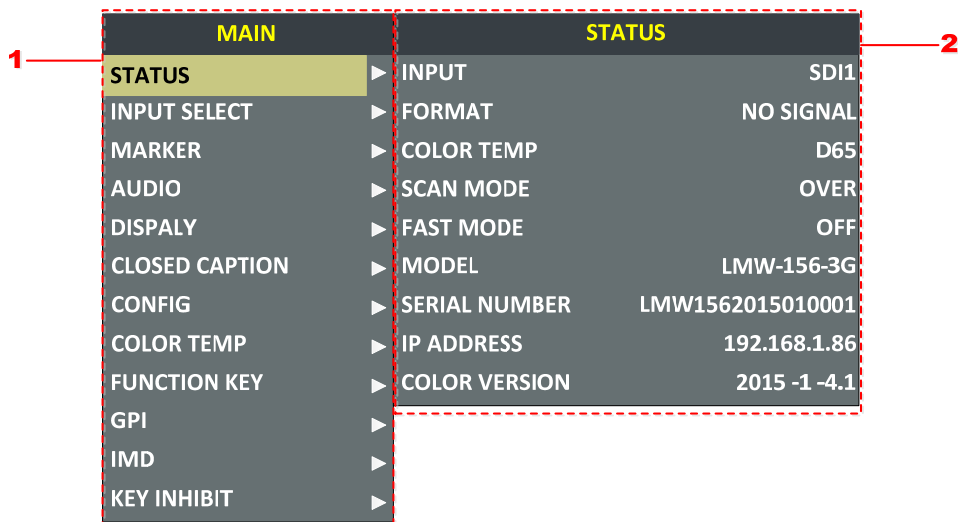 MAIN
STATUS
1
2
STATUS
INPUT SELECT
MARKER
AUDIO
DISPALY
CLOSED CAPTION
CONFIG
COLOR TEMP
FUNCTION KEY
GPI
IMD
KEY INHIBIT
INPUT SDI1
FORMAT NO SIGNAL
COLOR TEMP D65
SCAN MODE OVER
FAST MODE OFF
MODEL LMW-156-3G
SERIAL NUMBER LMW1562015010001
IP ADDRESS 192.168.1.86
COLOR VERSION 2015 -1 -4.1